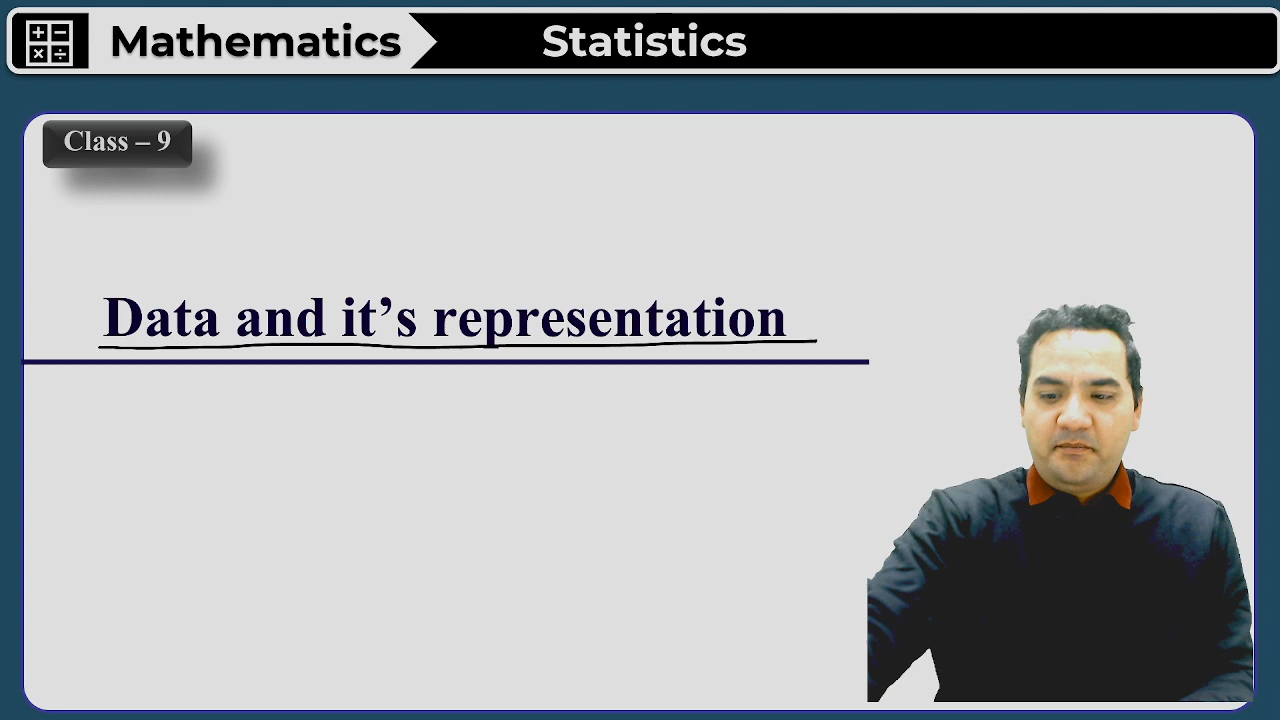 Mathematics
Statistics
Class – 9
Data and it’s representation